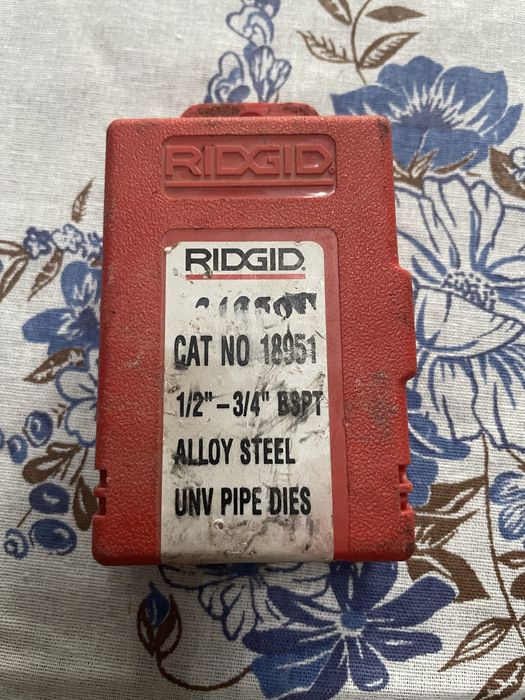 RIDGID
RIDGID
CAT NO 18951
1/2" - 3/4" BSPT
ALLOY STEEL
UNV PIPE DIES